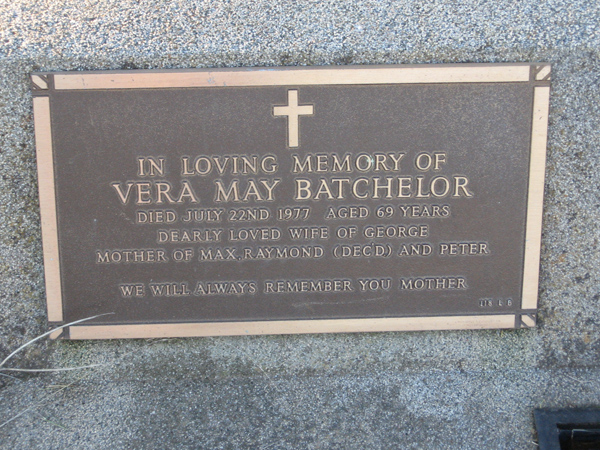 IN LOVING MEMORY OF
VERA MAY BATCHELOR
DIED JULY 22ND 1977 AGED 69 YEARS
DEARLY LOVED WIFE OF GEORGE
MOTHER OF MAX, RAYMOND (DEC'D) AND PETER
WE WILL ALWAYS REMEMBER YOU MOTHER